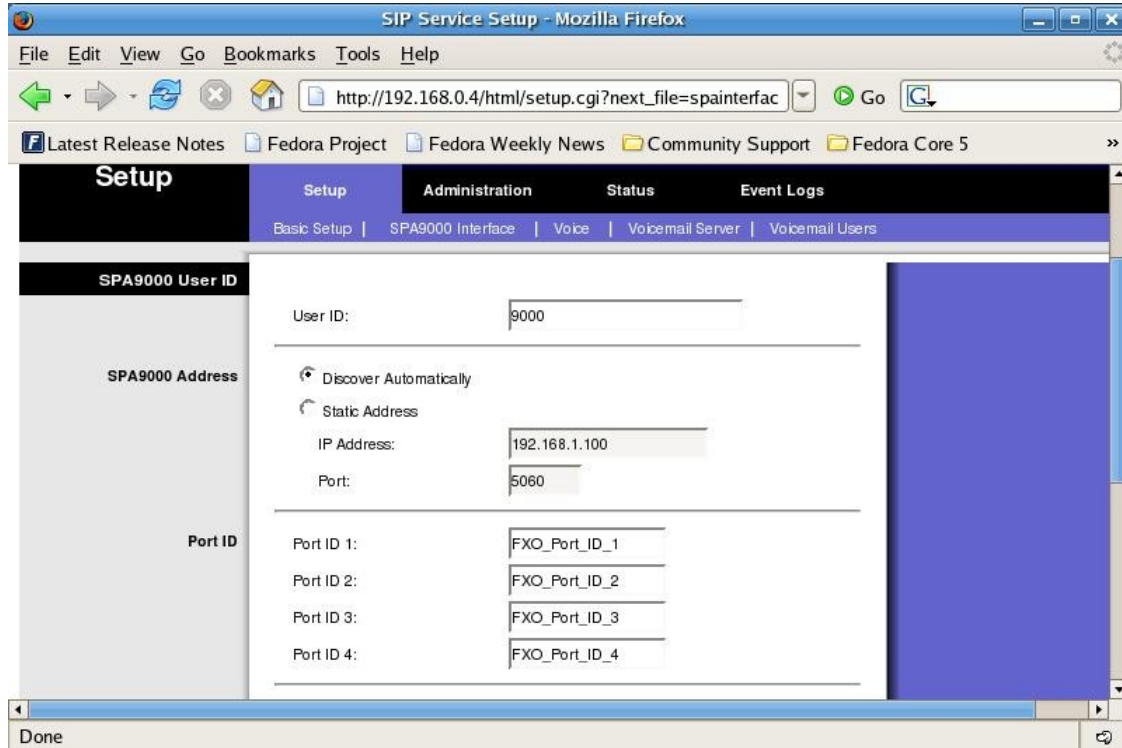 SIP Service Setup - Mozilla Firefox
File Edit View Go Bookmarks Tools Help
http://192.168.0.4/html/setup.cgi?next_file=spainterfac Go G
Latest Release Notes Fedora Project Fedora Weekly News Community Support Fedora Core 5 »
Setup
Setup Administration Status Event Logs
Basic Setup | SPA9000 Interface | Voice | Voicemail Server | Voicemail Users
SPA9000 User ID
User ID: 9000
SPA9000 Address
Discover Automatically
Static Address
IP Address: 192.168.1.100
Port: 5060
Port ID
Port ID 1: FXO_Port_ID_1
Port ID 2: FXO_Port_ID_2
Port ID 3: FXO_Port_ID_3
Port ID 4: FXO_Port_ID_4
Done